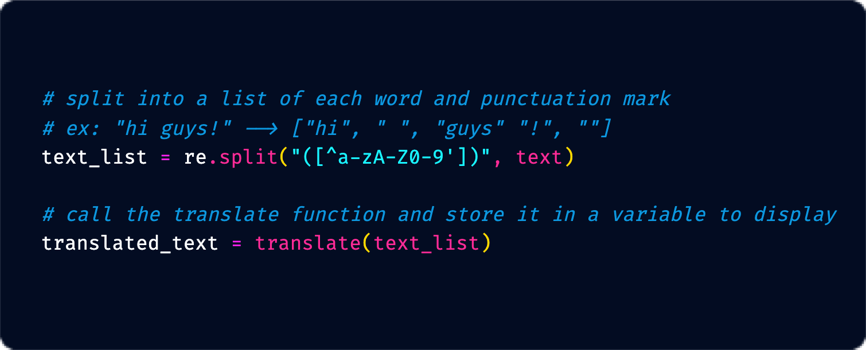 # split into a list of each word and punctuation mark
# ex: "hi guys!" --> ["hi", " ", "guys" "!", ""]
text_list = re.split("([^a-zA-Z0-9'])", text)
# call the translate function and store it in a variable to display
translated_text = translate(text_list)